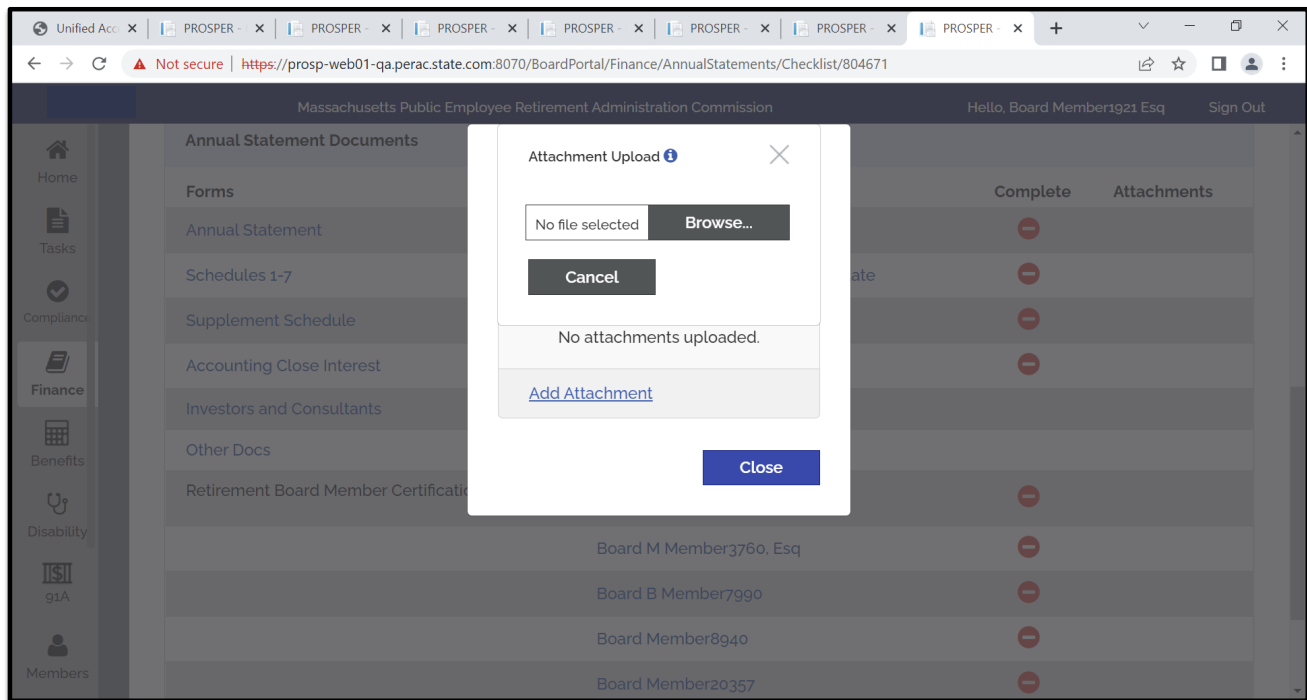 Unified Acc PROSPER - PROSPER - PROSPER - PROSPER - PROSPER - PROSPER - PROSPER -
Not secure https://prosp-web01-qa.perac.state.com:8070/BoardPortal/Finance/AnnualStatements/Checklist/804671
Massachusetts Public Employee Retirement Administration Commission Hello, Board Member1921 Esq Sign Out
Home
Tasks
Compliance
Finance
Benefits
Disability
91A
Members
Annual Statement Documents
Forms Complete Attachments
Annual Statement
Schedules 1-7 ate
Supplement Schedule
Accounting Close Interest
Investors and Consultants
Other Docs
Retirement Board Member Certificatio
Board M Member3760, Esq
Board B Member7990
Board Member8940
Board Member20357
Attachment Upload
No file selected Browse...
Cancel
No attachments uploaded.
Add Attachment
Close